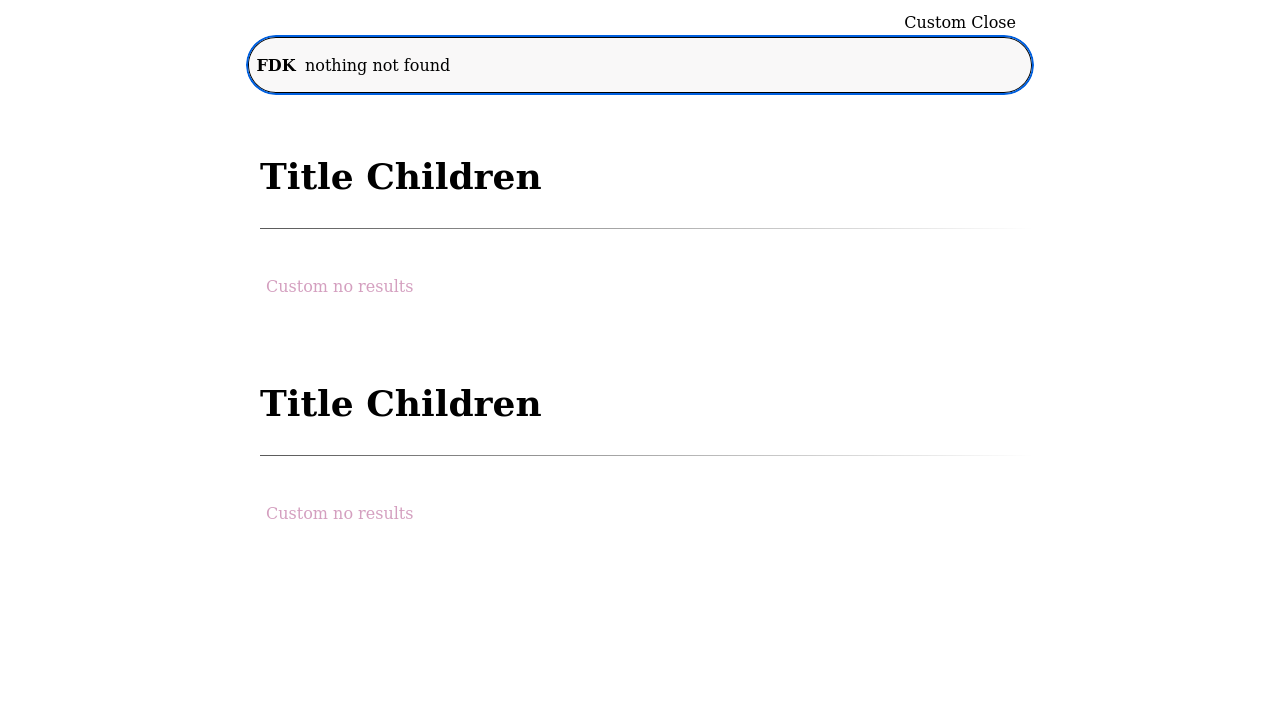 Custom Close
FDK nothing not found
Title Children
Custom no results
Title Children
Custom no results